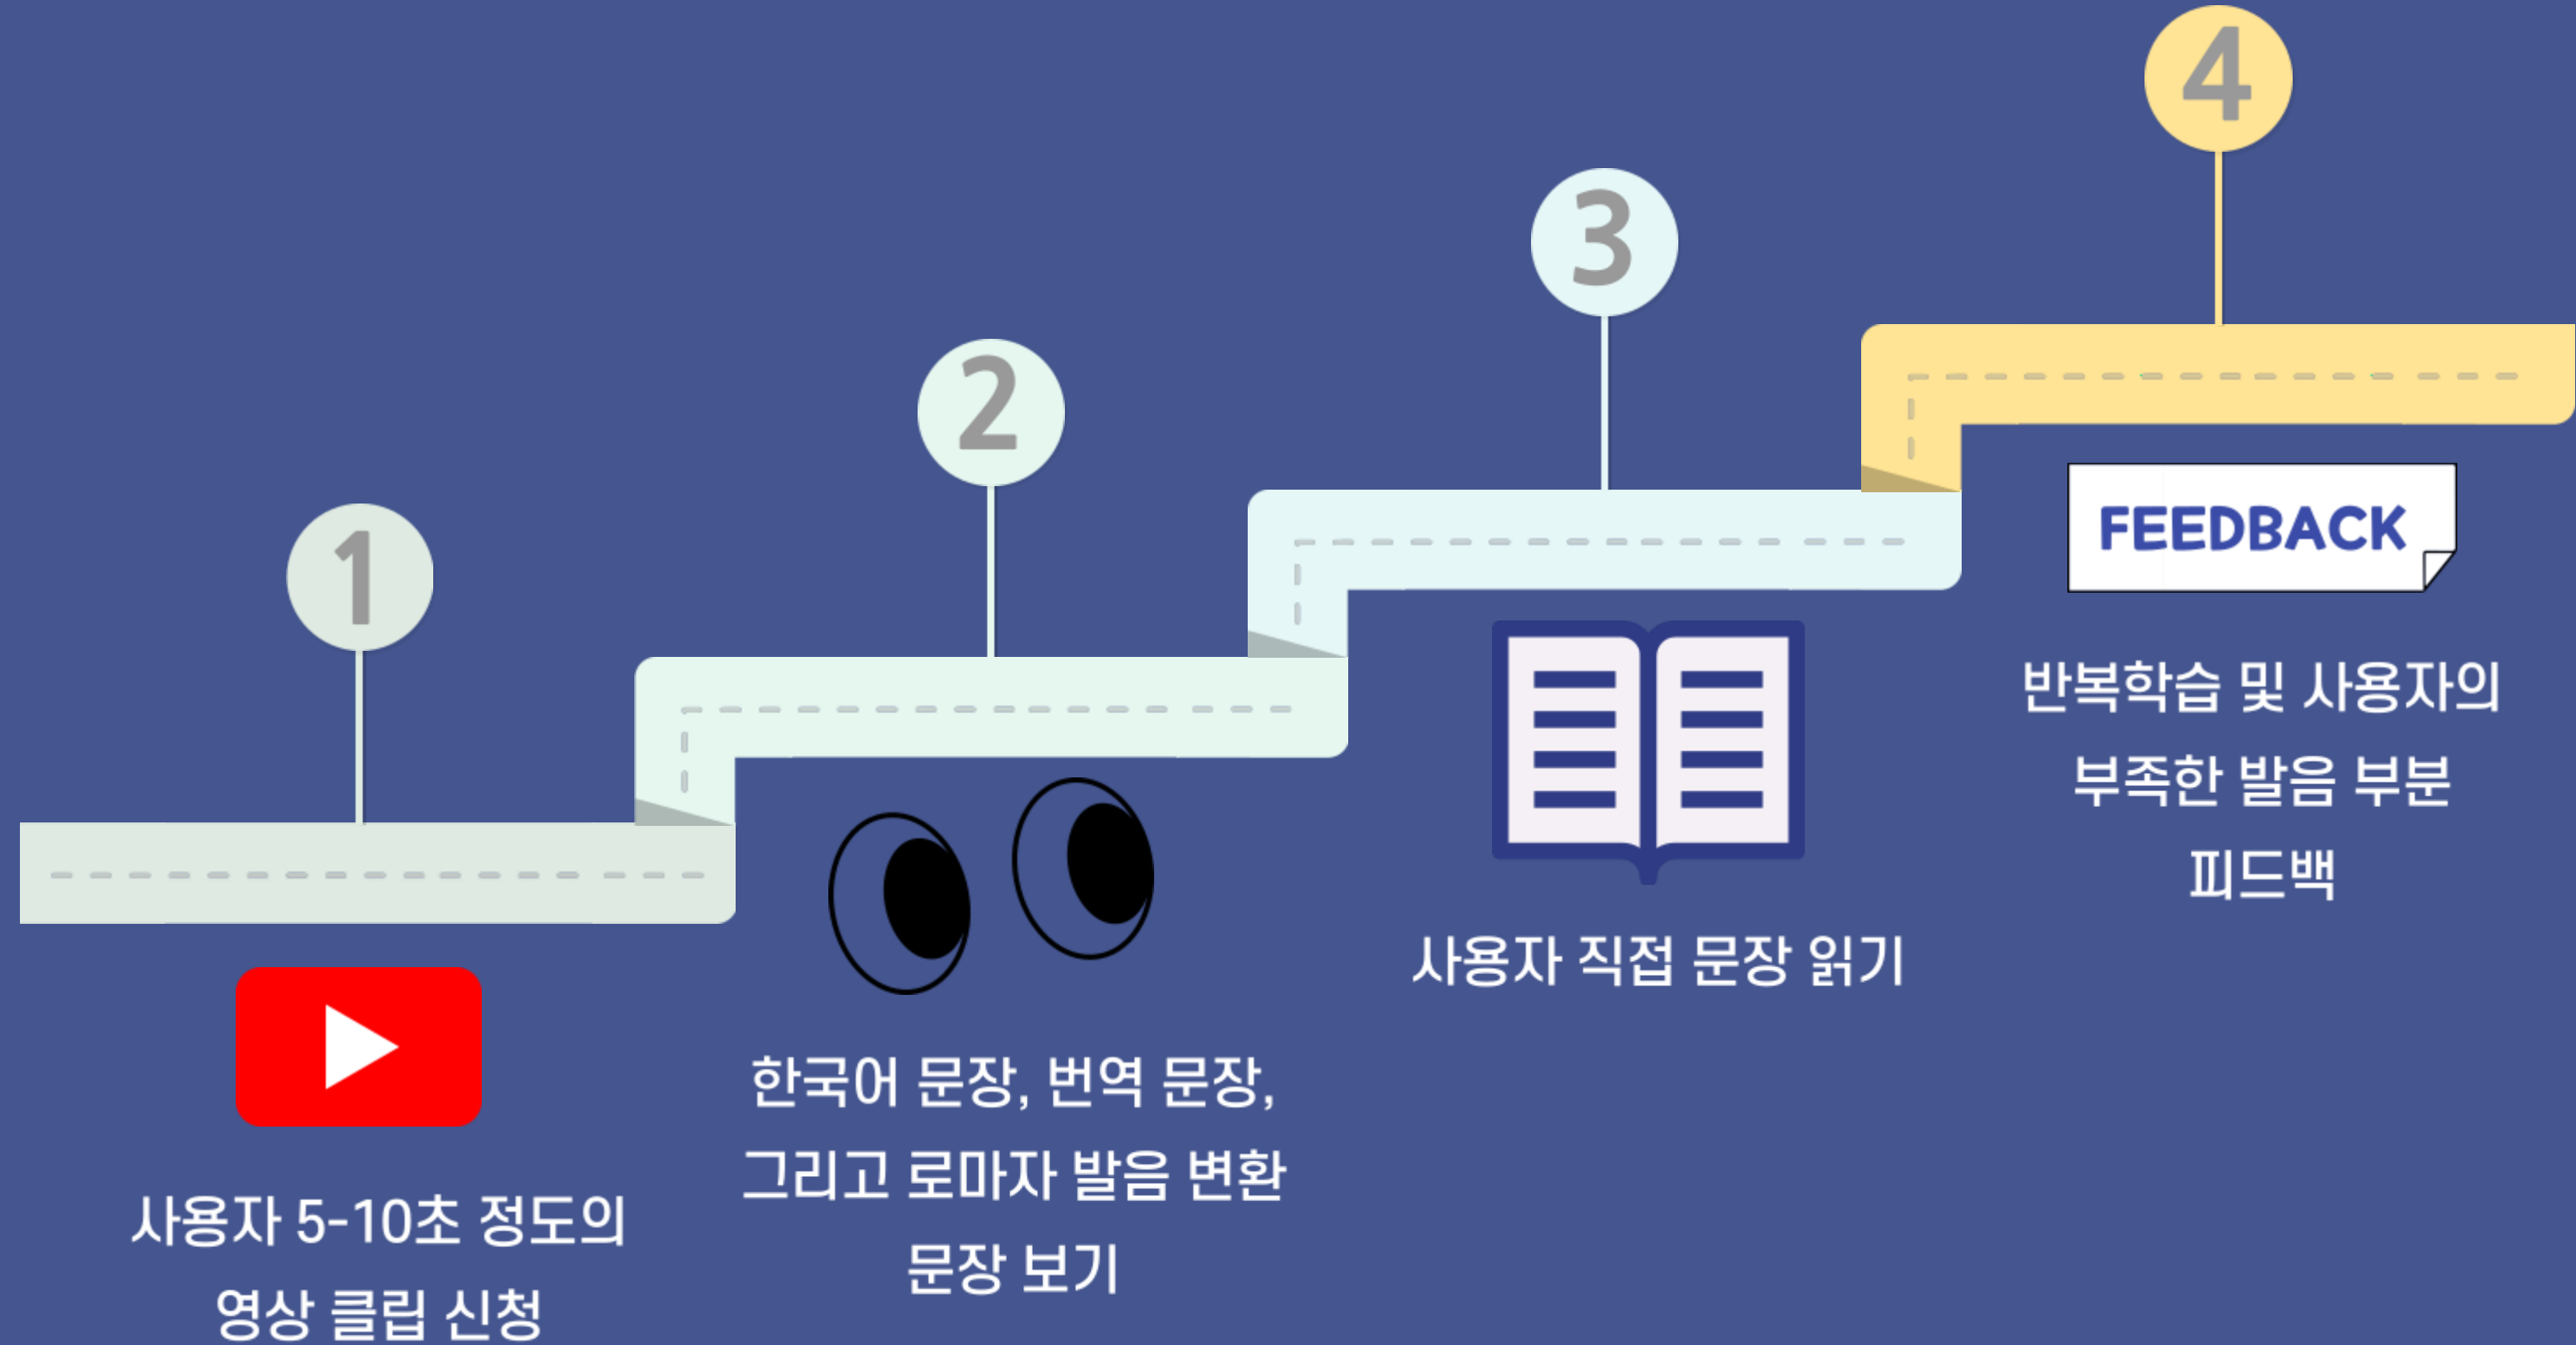 1
사용자 5-10초 정도의
영상 클립 신청
2
한국어 문장, 번역 문장,
그리고 로마자 발음 변환
문장 보기
3
사용자 직접 문장 읽기
4
FEEDBACK
반복학습 및 사용자의
부족한 발음 부분
피드백